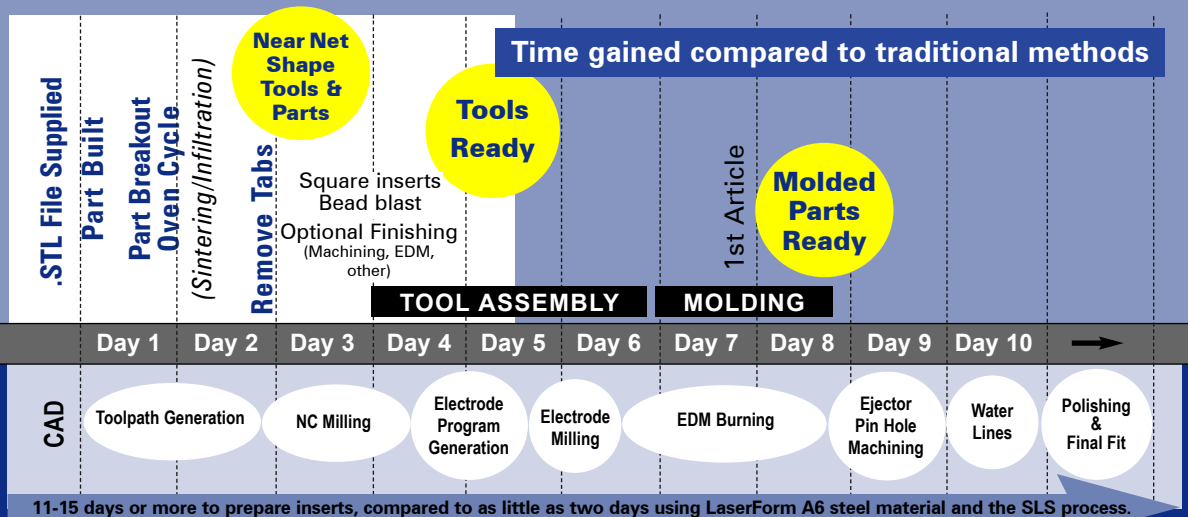 Time gained compared to traditional methods
.STL File Supplied
Part Built
Part Breakout
Oven Cycle
(Sintering/Infiltration)
Remove Tabs
Near Net
Shape
Tools &
Parts
Square inserts
Bead blast
Optional Finishing
(Machining, EDM,
other)
Tools
Ready
1st Article
Molded
Parts
Ready
TOOL ASSEMBLY
MOLDING
Day 1
Day 2
Day 3
Day 4
Day 5
Day 6
Day 7
Day 8
Day 9
Day 10
CAD
Toolpath Generation
NC Milling
Electrode
Program
Generation
Electrode
Milling
EDM Burning
Ejector
Pin Hole
Machining
Water
Lines
Polishing
&
Final Fit
11-15 days or more to prepare inserts, compared to as little as two days using LaserForm A6 steel material and the SLS process.